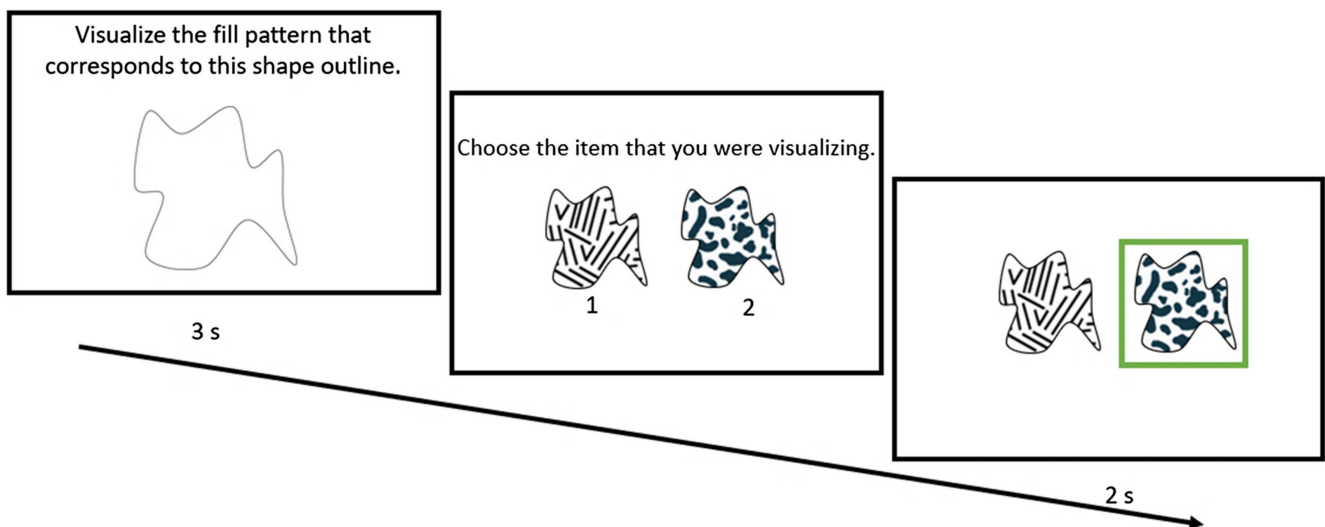 Visualize the fill pattern that
corresponds to this shape outline.
3 s
Choose the item that you were visualizing.
1
2
2 s